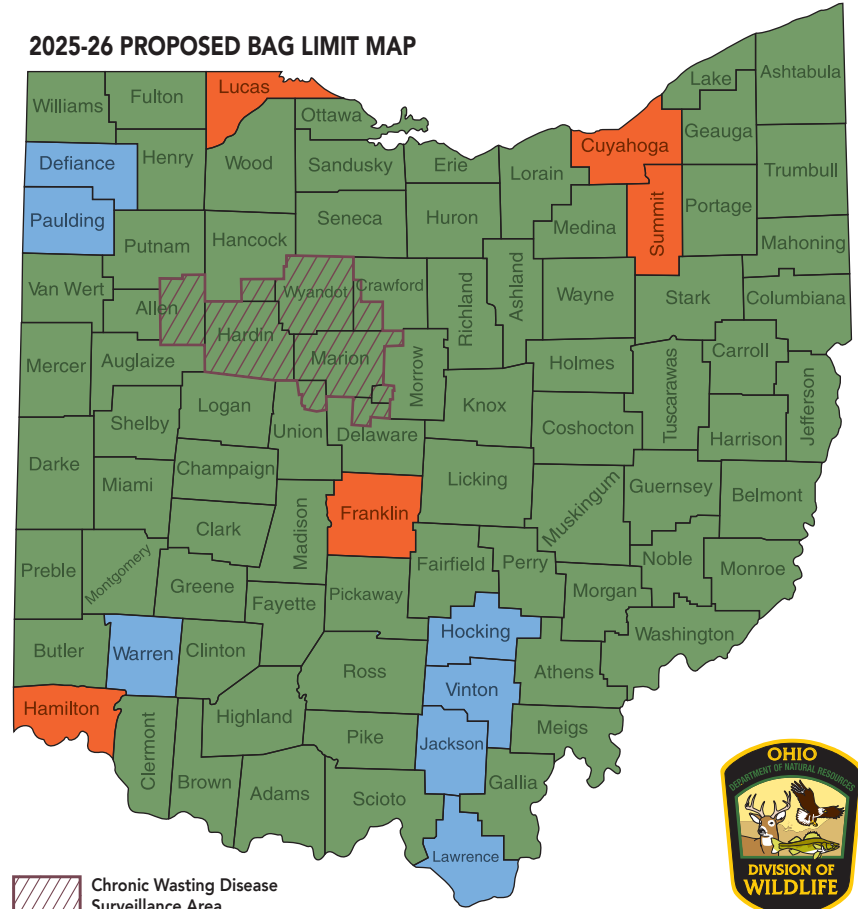 2025-26 PROPOSED BAG LIMIT MAP
Williams
Fulton
Lucas
Ottawa
Lake
Ashtabula
Defiance
Henry
Wood
Sandusky
Erie
Lorain
Cuyahoga
Geauga
Trumbull
Paulding
Putnam
Hancock
Seneca
Huron
Medina
Summit
Portage
Mahoning
Van Wert
Allen
Wyandot
Crawford
Richland
Ashland
Wayne
Stark
Columbiana
Mercer
Auglaize
Hardin
Marion
Morrow
Holmes
Tuscarawas
Carroll
Jefferson
Shelby
Logan
Union
Delaware
Knox
Coshocton
Harrison
Darke
Miami
Champaign
Licking
Muskingum
Guernsey
Belmont
Clark
Madison
Franklin
Preble
Montgomery
Greene
Fayette
Pickaway
Fairfield
Perry
Morgan
Noble
Monroe
Butler
Warren
Clinton
Ross
Hocking
Athens
Washington
Hamilton
Clermont
Highland
Pike
Vinton
Jackson
Meigs
Brown
Adams
Scioto
Gallia
Lawrence
OHIO
DEPARTMENT OF NATURAL RESOURCES
DIVISION OF
WILDLIFE
Chronic Wasting Disease
Surveillance Area